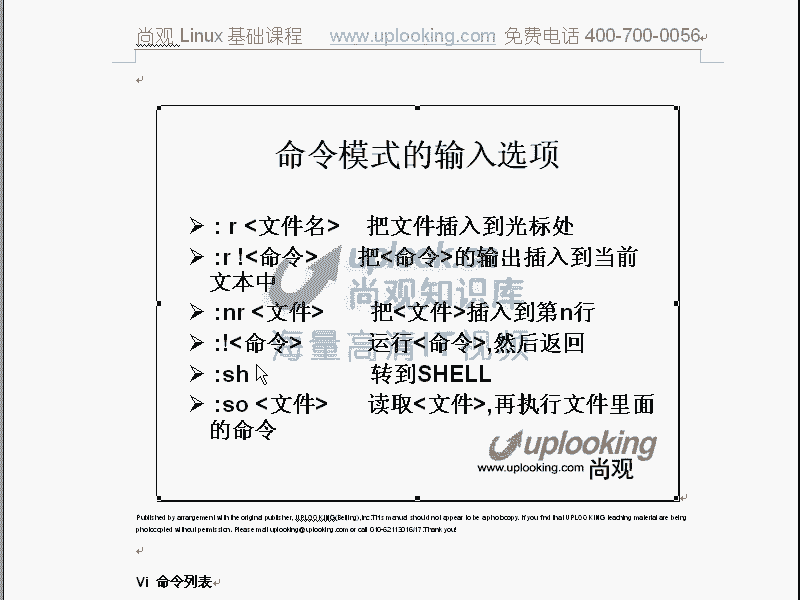 尚观 Linux 基础课程 www.uplooking.com 免费电话 400-700-0056
命令模式的输入选项
: r <文件名> 把文件插入到光标处
:r !<命令> 把<命令>的输出插入到当前
文本中
uplook
尚观知识库
:nr <文件> 把<文件>插入到第n行
:!<命令> 运行<命令>,然后返回
海量高清IT视频
:sh 转到SHELL
:so <文件> 读取<文件>,再执行文件里面
的命令
uplooking
www.uplooking.com 尚观
Published by arrangement with the original publisher, UPLOOKING(Beijing),inc.This manual should not appear to be a photocopy. If you find that UPLOOKING teaching material are being
photocopied without permission. Please mail uplooking@uplooking.com or call 010-62113016/17.Thank you!
Vi 命令列表